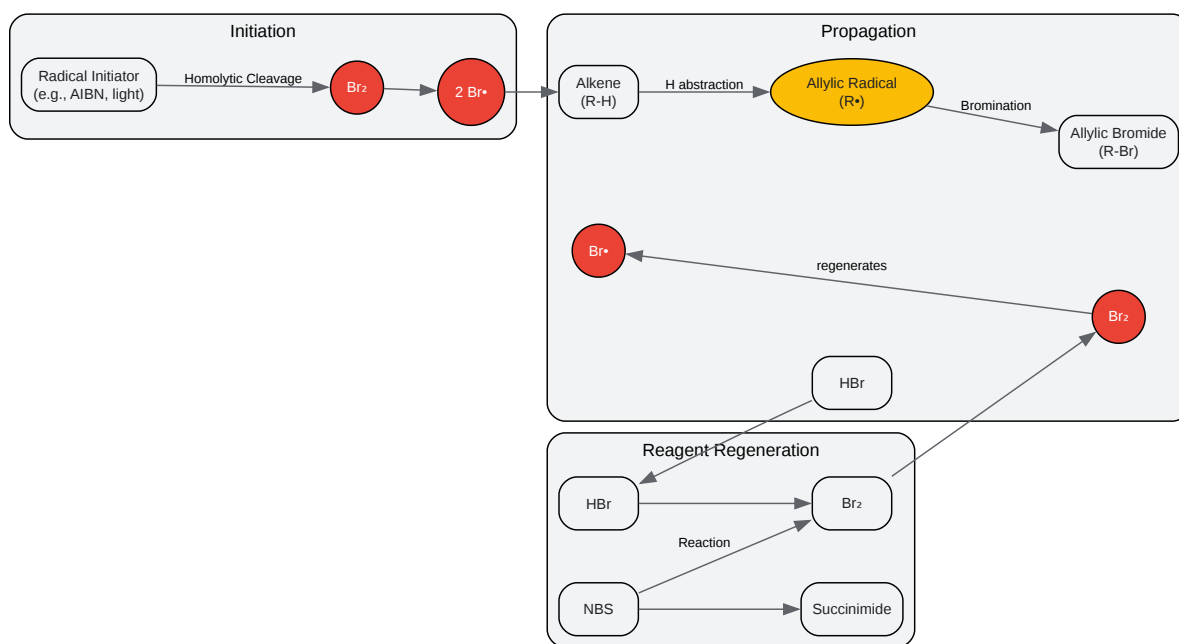 Initiation
Radical Initiator
(e.g., AIBN, light)
Homolytic Cleavage
Br₂
2 Br•
Propagation
Alkene
(R-H)
H abstraction
Allylic Radical
(R•)
Bromination
Allylic Bromide
(R-Br)
Br•
regenerates
Br₂
HBr
Reagent Regeneration
HBr
Br₂
Reaction
NBS
Succinimide